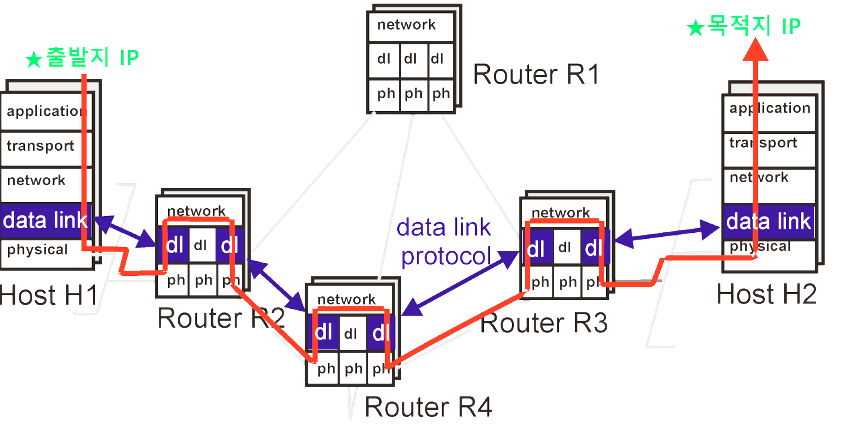 ★출발지 IP
application
transport
network
data link
physical
Host H1
network
dl dl dl
ph ph ph
Router R1
network
dl dl dl
ph ph ph
Router R2
network
dl dl dl
ph ph ph
Router R4
data link
protocol
network
dl dl dl
ph ph ph
Router R3
★목적지 IP
application
transport
network
data link
physical
Host H2